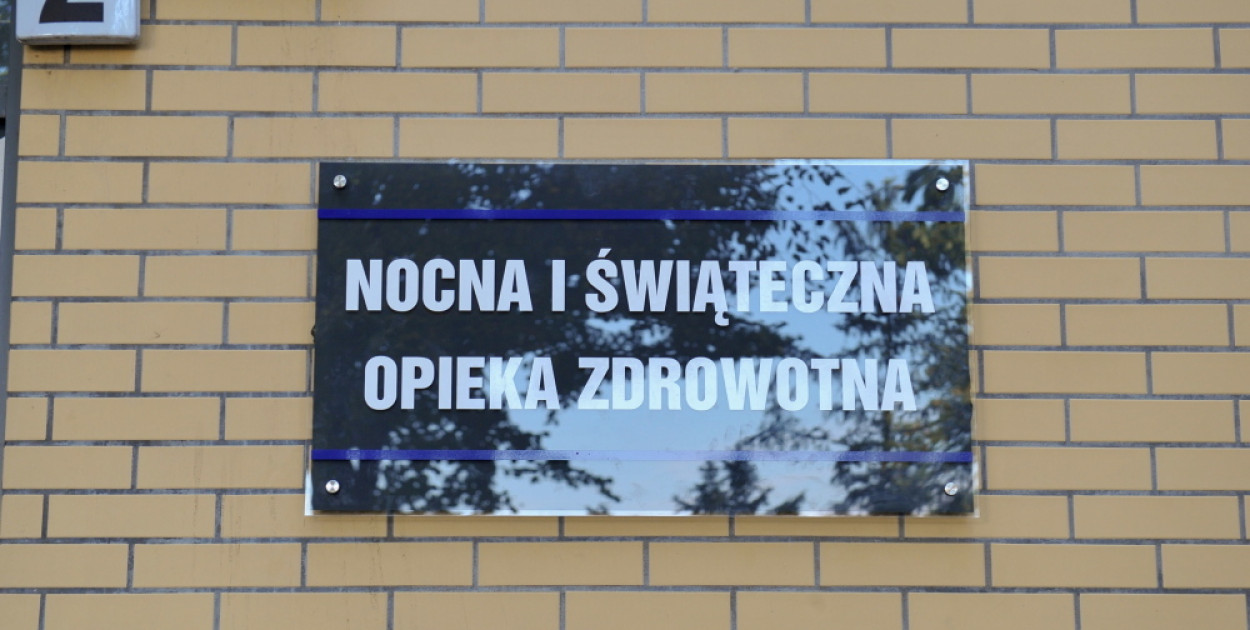 NOCNA I ŚWIĄTECZNA
OPIEKA ZDROWOTNA